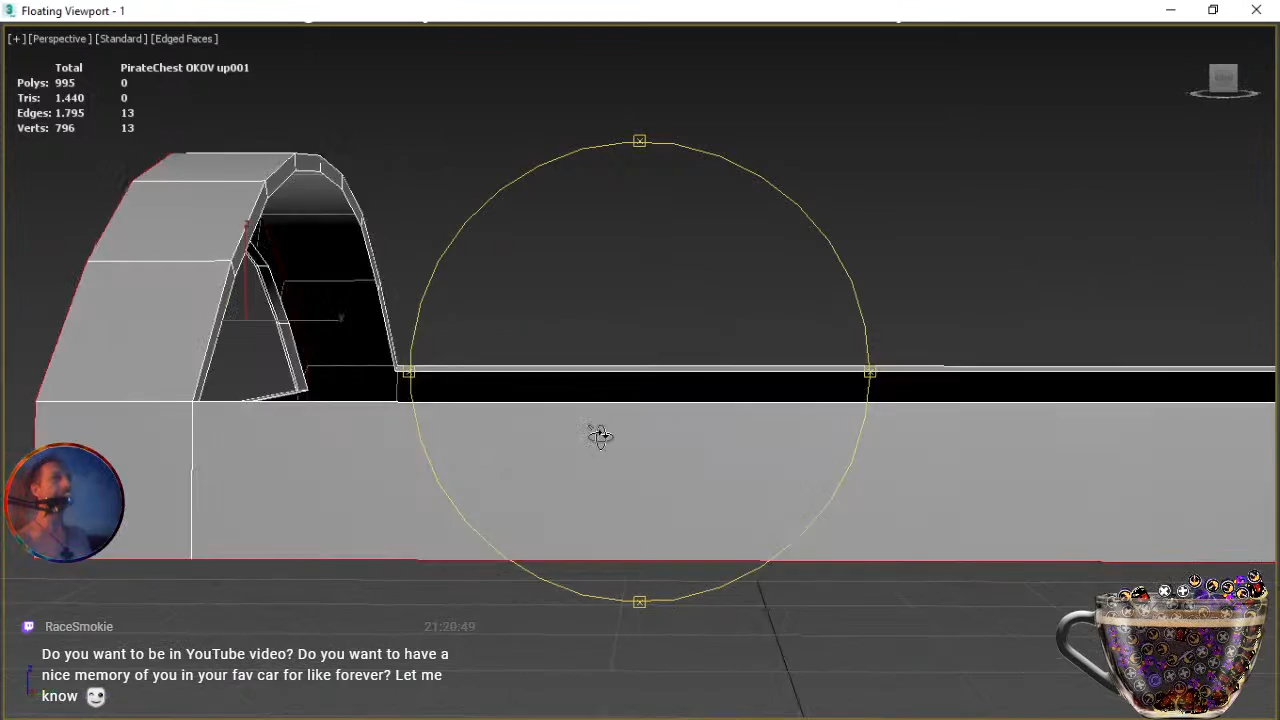 Floating Viewport - 1
[+] [Perspective] [Standard] [Edged Faces]
Total PirateChest OKOV up001
Polys: 995 0
Tris: 1.440 0
Edges: 1.795 13
Verts: 796 13
z
y
RaceSmokie 21:20:49
Do you want to be in YouTube video? Do you want to have a
nice memory of you in your fav car for like forever? Let me
know